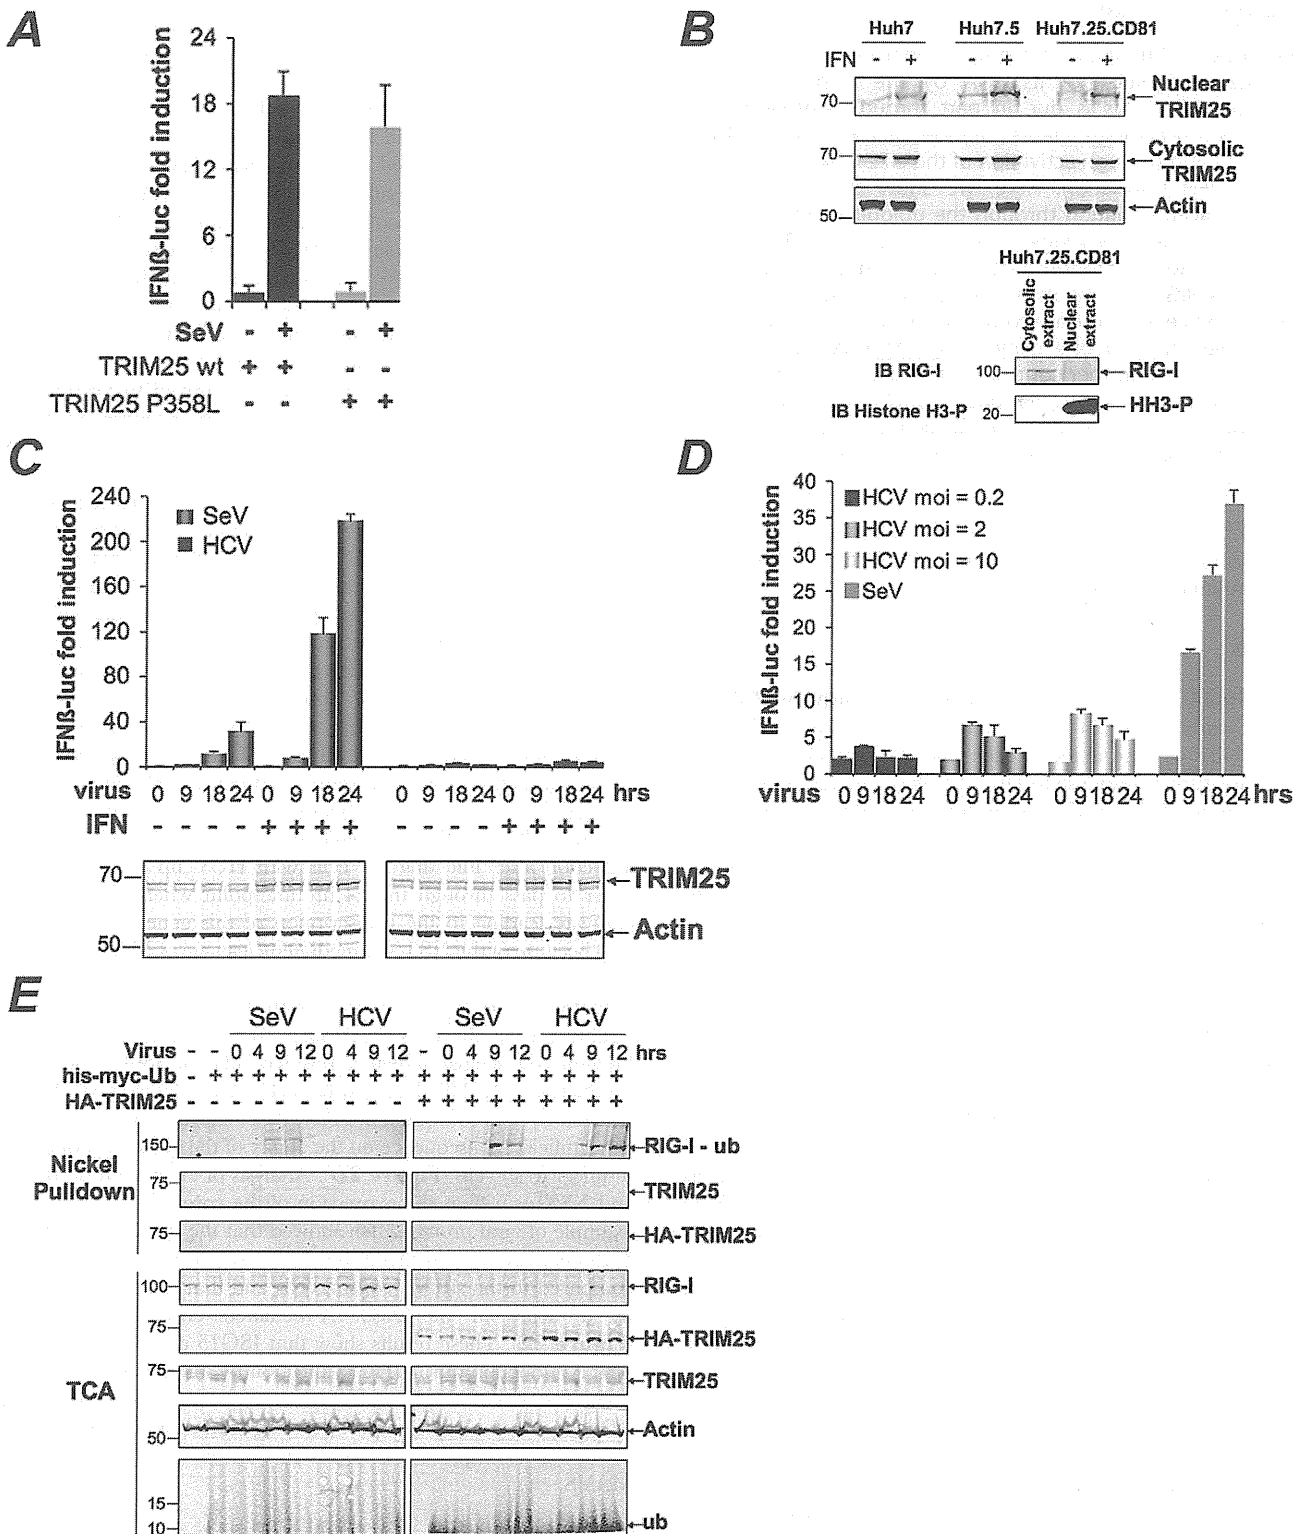 A
IFNß-luc fold induction
24
18
12
6
0
SeV - + - +
TRIM25 wt + + - -
TRIM25 P358L - - + +
B
Huh7 Huh7.5 Huh7.25.CD81
IFN - + - + - +
70 Nuclear TRIM25
70 Cytosolic TRIM25
50 Actin
Huh7.25.CD81
Cytosolic extract
Nuclear extract
IB RIG-I 100 RIG-I
IB Histone H3-P 20 HH3-P
C
IFNß-luc fold induction
240
200
160
120
80
40
0
SeV
HCV
virus 0 9 18 24 0 9 18 24 0 9 18 24 0 9 18 24 hrs
IFN - - - - + + + + - - - - + + + +
70 TRIM25
50 Actin
D
IFNß-luc fold induction
40
35
30
25
20
15
10
5
0
HCV moi = 0.2
HCV moi = 2
HCV moi = 10
SeV
virus 0 9 18 24 0 9 18 24 0 9 18 24 0 9 18 24 hrs
E
SeV HCV SeV HCV
Virus - - 0 4 9 12 0 4 9 12 - 0 4 9 12 0 4 9 12 hrs
his-myc-Ub - + + + + + + + + + + + + + + + + + +
HA-TRIM25 - - - - - - - - - - + + + + + + + + +
Nickel Pulldown
150 RIG-I - ub
75 TRIM25
75 HA-TRIM25
TCA
100 RIG-I
75 HA-TRIM25
75 TRIM25
50 Actin
15
10 ub